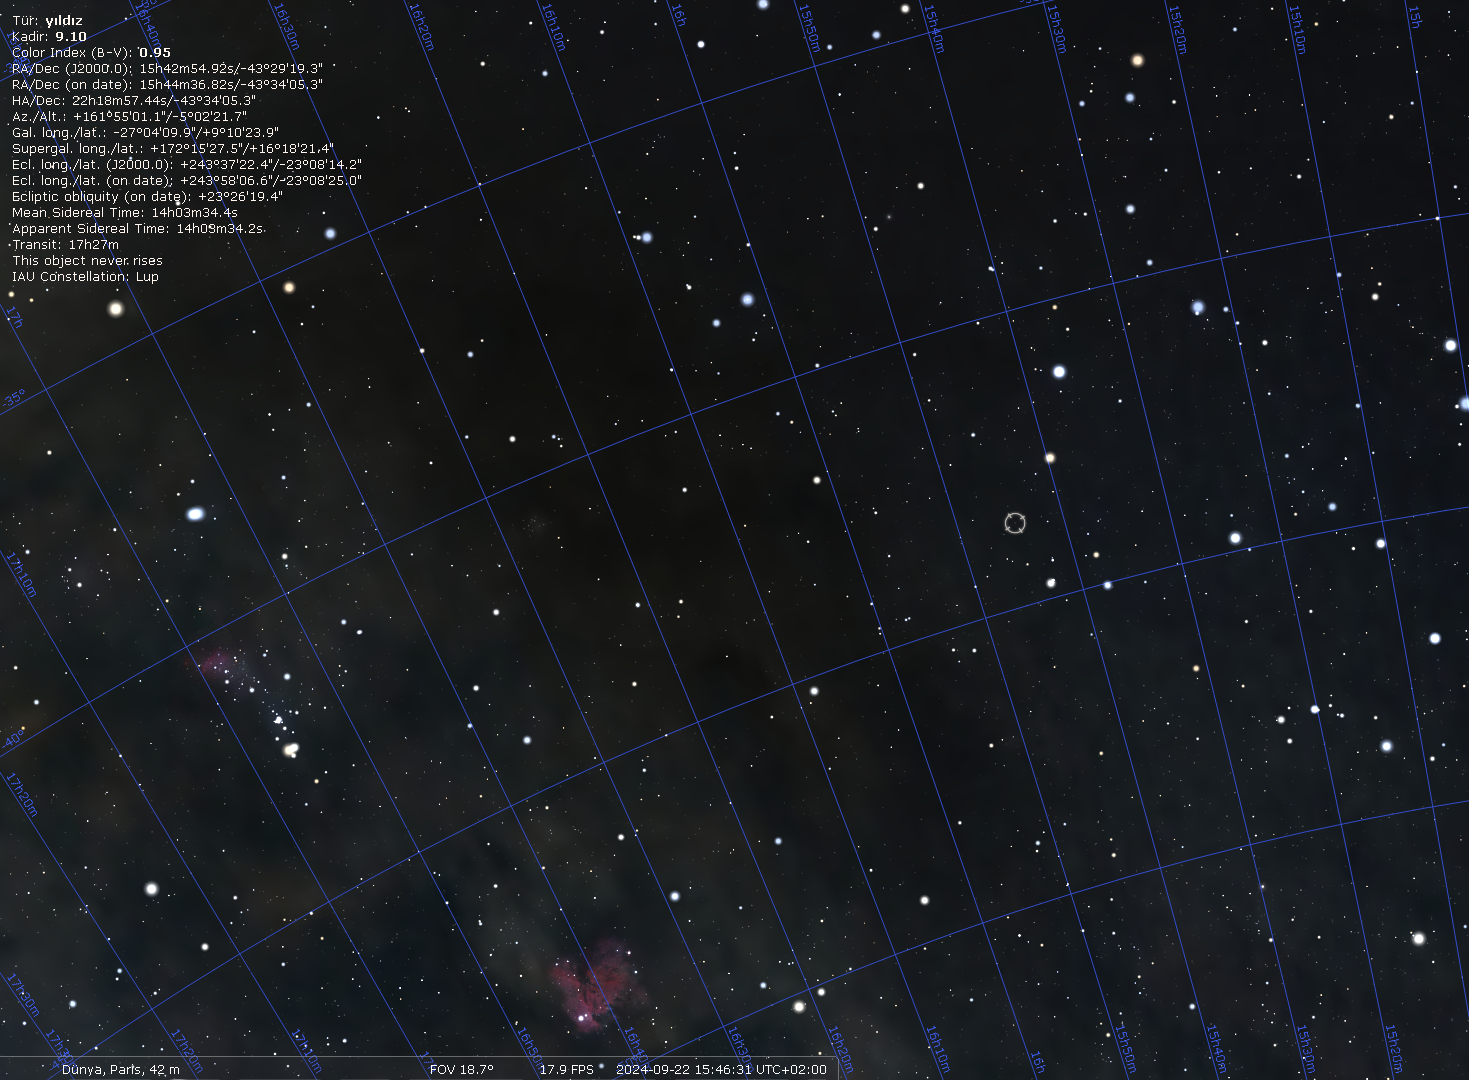 Tür: yıldız
Kadir: 9.10
Color Index (B-V): 0.95
RA/Dec (J2000.0): 15h42m54.92s/-43°29'19.3"
RA/Dec (on date): 15h44m36.82s/-43°34'05.3"
HA/Dec: 22h18m57.44s/-43°34'05.3"
Az./Alt.: +161°55'01.1"/-5°02'21.7"
Gal. long./lat.: -27°04'09.9"/+9°10'23.9"
Supergal. long./lat.: +172°15'27.5"/+16°18'21.4"
Ecl. long./lat. (J2000.0): +243°37'22.4"/-23°08'14.2"
Ecl. long./lat. (on date): +243°58'06.6"/-23°08'25.0"
Ecliptic obliquity (on date): +23°26'19.4"
Mean Sidereal Time: 14h03m34.4s
Apparent Sidereal Time: 14h03m34.2s
Transit: 17h27m
This object never rises
IAU Constellation: Lup
16h40m
16h30m
16h20m
16h10m
16h
15h50m
15h40m
15h30m
15h20m
15h10m
15h
17h
-35°
17h10m
-40°
17h20m
17h30m
17h30m
17h20m
17h10m
17h
16h50m
16h40m
16h30m
16h20m
16h10m
16h
15h50m
15h40m
15h30m
15h20m
Dünya, Paris, 42 m
FOV 18.7°
17.9 FPS
2024-09-22 15:46:31 UTC+02:00